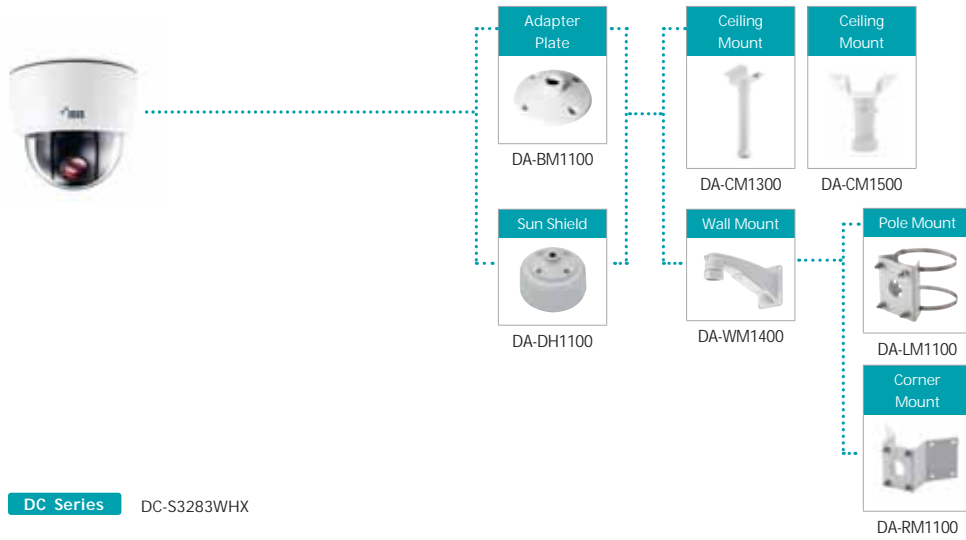 Adapter
Plate
DA-BM1100
Ceiling
Mount
DA-CM1300
Ceiling
Mount
DA-CM1500
IDIS
Sun Shield
DA-DH1100
Wall Mount
DA-WM1400
Pole Mount
DA-LM1100
Corner
Mount
DA-RM1100
DC Series
DC-S3283WHX